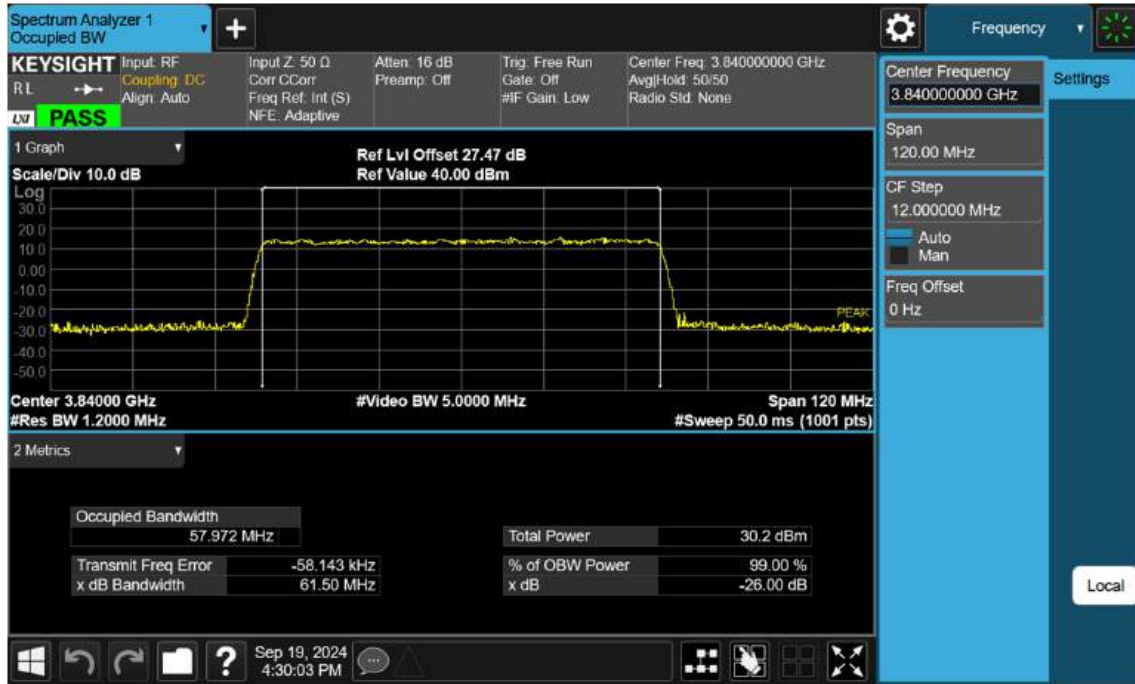 Spectrum Analyzer 1
Occupied BW
+
Frequency
KEYSIGHT
RL
LXI PASS
Input: RF
Coupling: DC
Align: Auto
Input Z: 50 Ω
Corr CCorr
Freq Ref: Int (S)
NFE: Adaptive
Atten: 16 dB
Preamp: Off
Trig: Free Run
Gate: Off
#IF Gain: Low
Center Freq: 3.840000000 GHz
Avg|Hold: 50/50
Radio Std: None
1 Graph
Scale/Div 10.0 dB
Ref Lvl Offset 27.47 dB
Ref Value 40.00 dBm
Log
30.0
20.0
10.0
0.00
-10.0
-20.0
-30.0
-40.0
-50.0
PEAK
Center 3.84000 GHz
#Video BW 5.0000 MHz
Span 120 MHz
#Res BW 1.2000 MHz
#Sweep 50.0 ms (1001 pts)
2 Metrics
Occupied Bandwidth
57.972 MHz
Total Power 30.2 dBm
Transmit Freq Error -58.143 kHz
% of OBW Power 99.00 %
x dB Bandwidth 61.50 MHz
x dB -26.00 dB
Center Frequency
3.840000000 GHz
Settings
Span
120.00 MHz
CF Step
12.000000 MHz
Auto
Man
Freq Offset
0 Hz
Local
?
Sep 19, 2024
4:30:03 PM